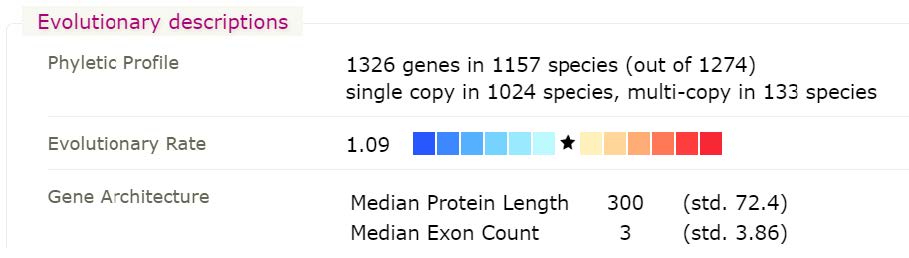 Evolutionary descriptions
Phyletic Profile
1326 genes in 1157 species (out of 1274)
single copy in 1024 species, multi-copy in 133 species
Evolutionary Rate
1.09
Gene Architecture
Median Protein Length 300 (std. 72.4)
Median Exon Count 3 (std. 3.86)